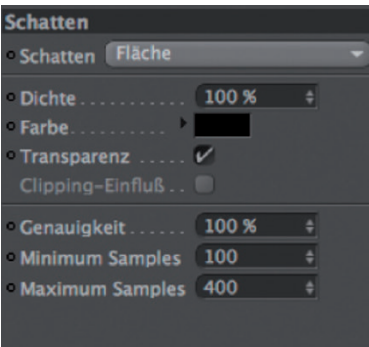 Schatten
Schatten Fläche
Dichte . . . . . . . . . . . 100 %
Farbe. . . . . . . . .
Transparenz . . . . .
Clipping-Einfluß . .
Genauigkeit . . . . . . 100 %
Minimum Samples 100
Maximum Samples 400